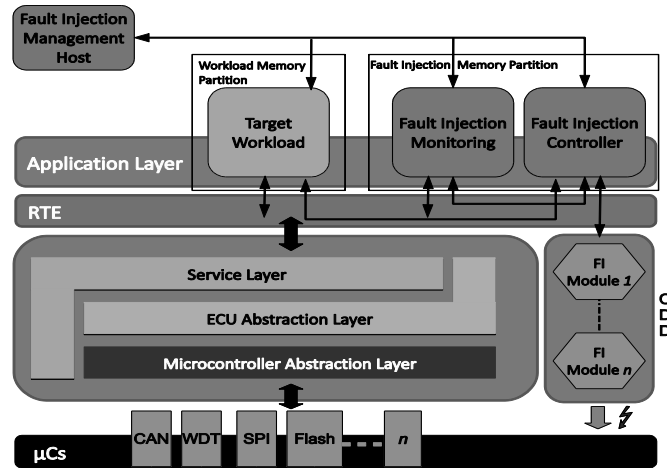 Fault Injection
Management
Host
Workload Memory
Partition
Fault Injection Memory Partition
Target
Workload
Fault Injection
Monitoring
Fault Injection
Controller
Application Layer
RTE
Service Layer
ECU Abstraction Layer
Microcontroller Abstraction Layer
FI
Module 1
FI
Module n
CAN
WDT
SPI
Flash
n
µCs